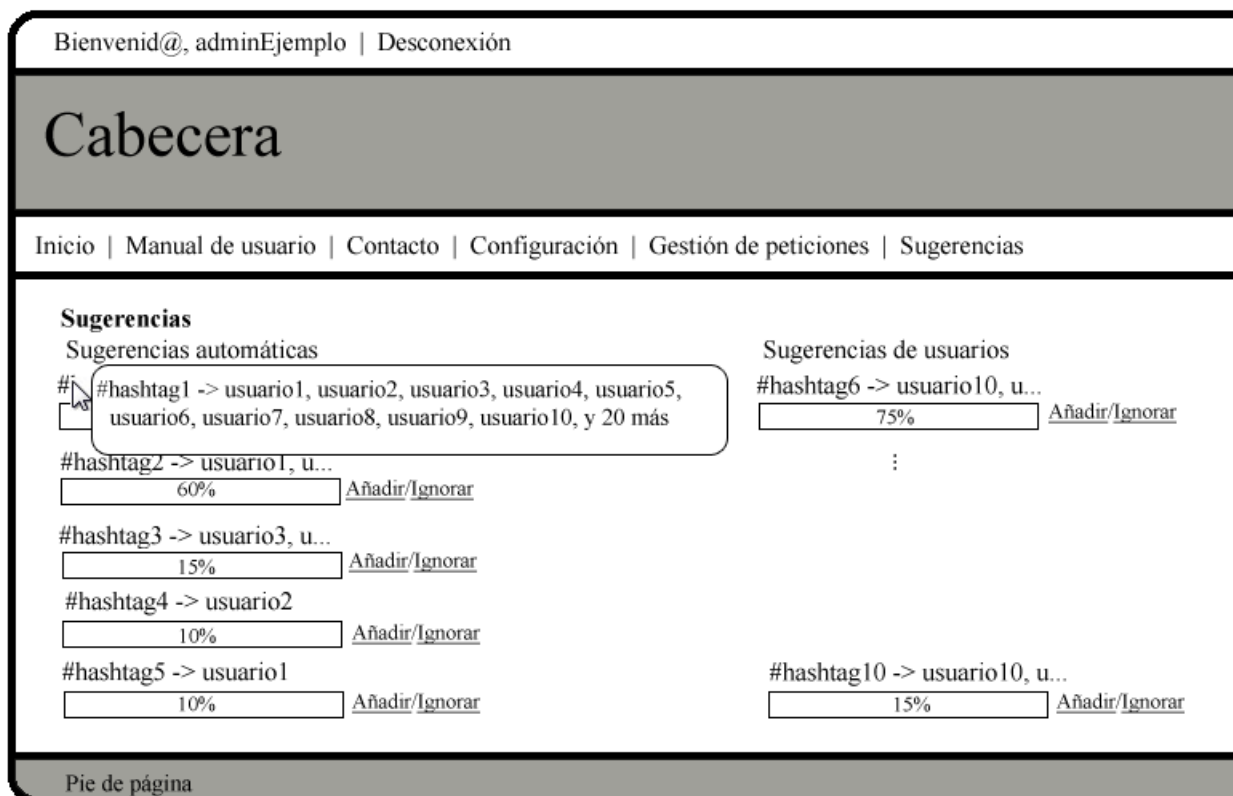 Bienvenid@, adminEjemplo | Desconexión
Cabecera
Inicio | Manual de usuario | Contacto | Configuración | Gestión de peticiones | Sugerencias
Sugerencias
Sugerencias automáticas
#hashtag1 -> usuario1, usuario2, usuario3, usuario4, usuario5,
usuario6, usuario7, usuario8, usuario9, usuario10, y 20 más
#hashtag2 -> usuario1, u...
60% Añadir/Ignorar
#hashtag3 -> usuario3, u...
15% Añadir/Ignorar
#hashtag4 -> usuario2
10% Añadir/Ignorar
#hashtag5 -> usuario1
10% Añadir/Ignorar
Sugerencias de usuarios
#hashtag6 -> usuario10, u...
75% Añadir/Ignorar
⋮
#hashtag10 -> usuario10, u...
15% Añadir/Ignorar
Pie de página